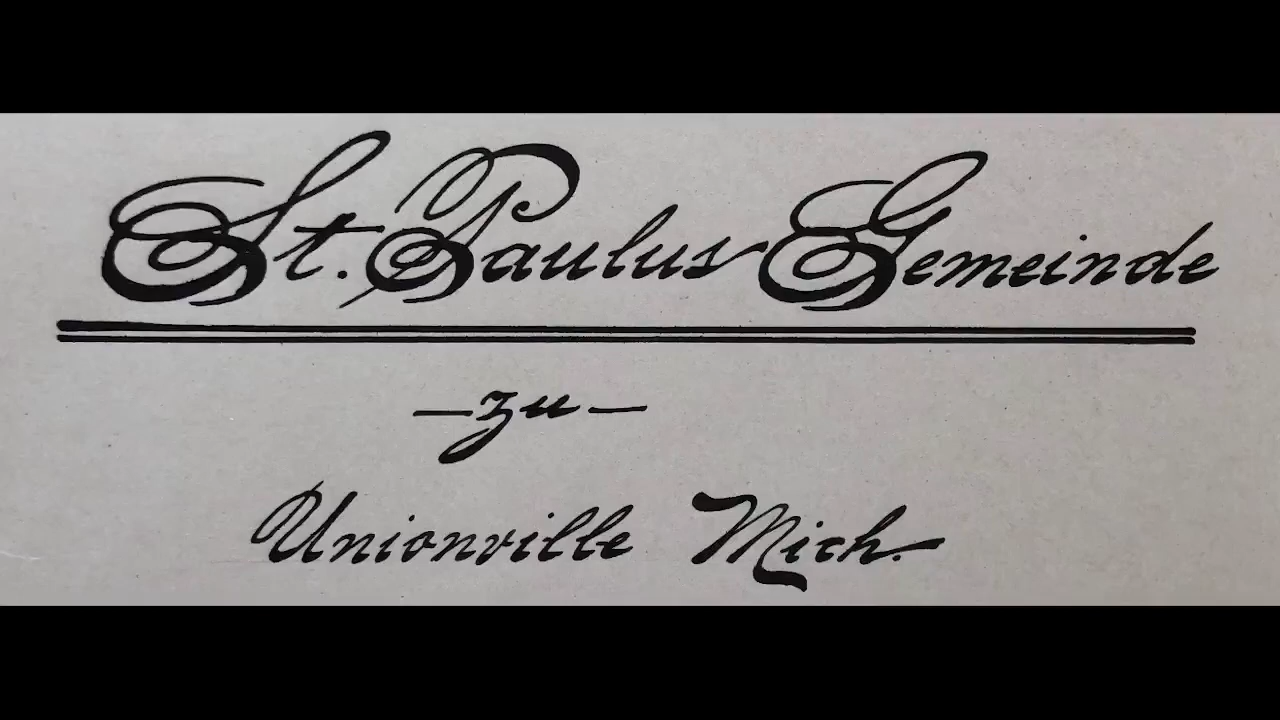 St. Paulus Gemeinde
— zu —
Unionville Mich.